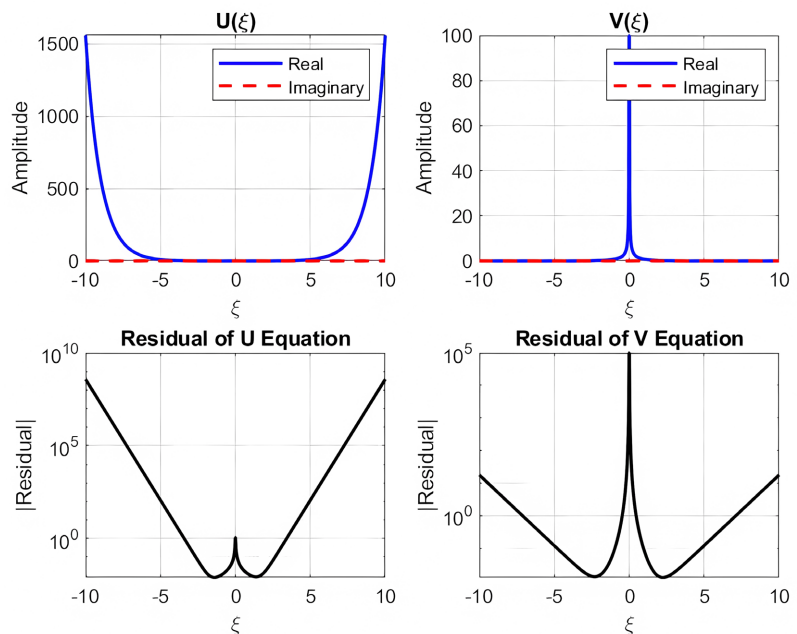 U(ξ)
Amplitude
1500
1000
500
0
-10 -5 0 5 10
ξ
Real
Imaginary
V(ξ)
Amplitude
100
80
60
40
20
0
-10 -5 0 5 10
ξ
Real
Imaginary
Residual of U Equation
|Residual|
10^10
10^5
10^0
-10 -5 0 5 10
ξ
Residual of V Equation
|Residual|
10^5
10^0
-10 -5 0 5 10
ξ